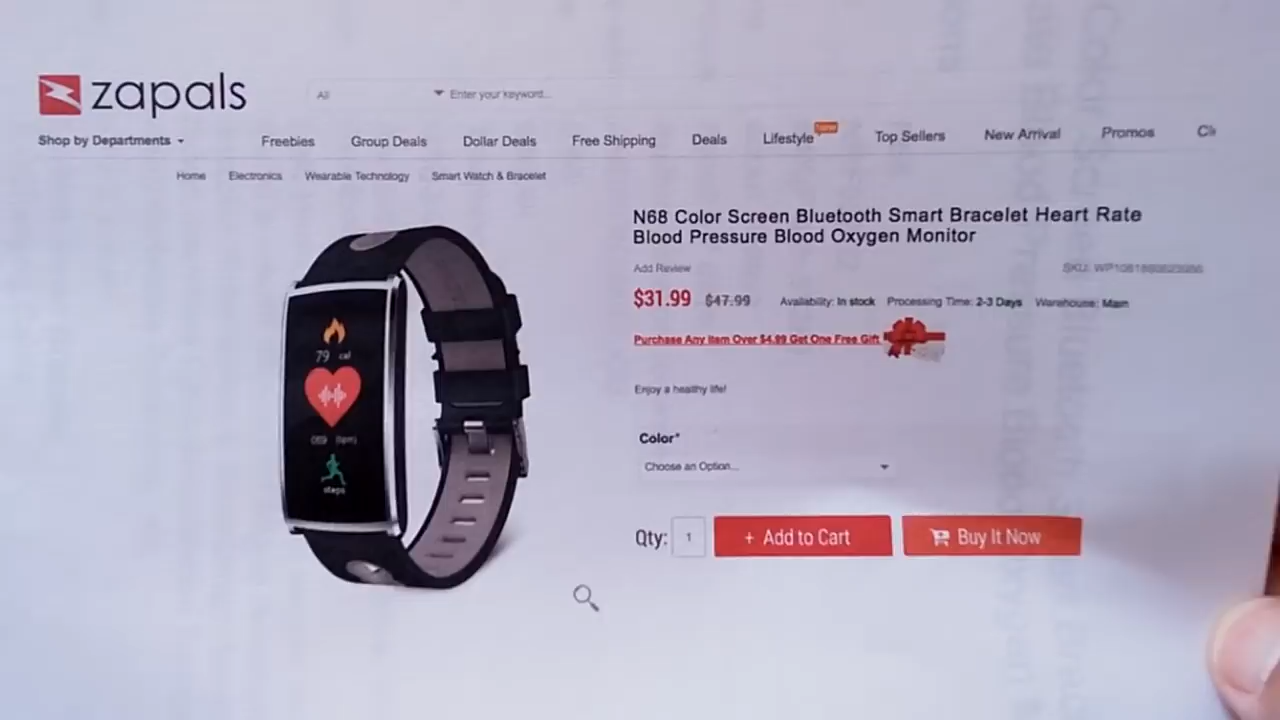 zapals
All
Enter your keyword...
Shop by Departments
Freebies Group Deals Dollar Deals Free Shipping Deals Lifestyle New Top Sellers New Arrival Promos
Home Electronics Wearable Technology Smart Watch & Bracelet
N68 Color Screen Bluetooth Smart Bracelet Heart Rate
Blood Pressure Blood Oxygen Monitor
Add Review
SKU:
$31.99 $47.99 Availability: In stock Processing Time: 2-3 Days Warehouse: Main
Purchase Any Item Over $4.99 Get One Free Gift
Enjoy a healthy life!
Color*
Choose an Option...
Qty: 1 + Add to Cart Buy It Now
79 cal
069 (bpm)
steps